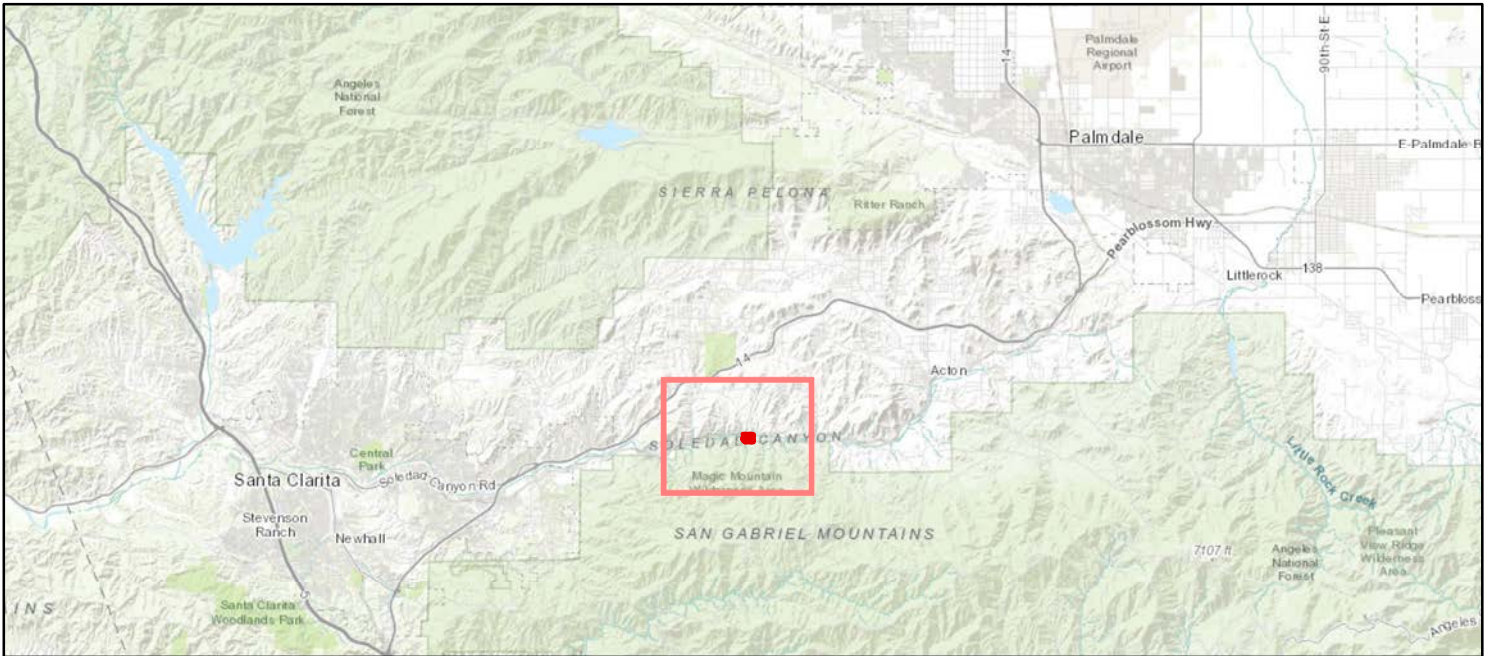 Angeles
National
Forest
14
Palmdale
Regional
Airport
90th St E
Palmdale
E Palmdale B
SIERRA PELONA
Ritter Ranch
Pearblossom Hwy
Littlerock
138
Pearbloss
14
Acton
SOLEDAD CANYON
Central
Park
Santa Clarita
Soledad Canyon Rd
Magic Mountain
Wilderness Area
Stevenson
Ranch
Newhall
SAN GABRIEL MOUNTAINS
Little Rock Creek
7107 ft
Angeles
National
Forest
Pleasant
View Ridge
Wilderness
Area
5
INS
Santa Clarita
Woodlands Park
Angeles